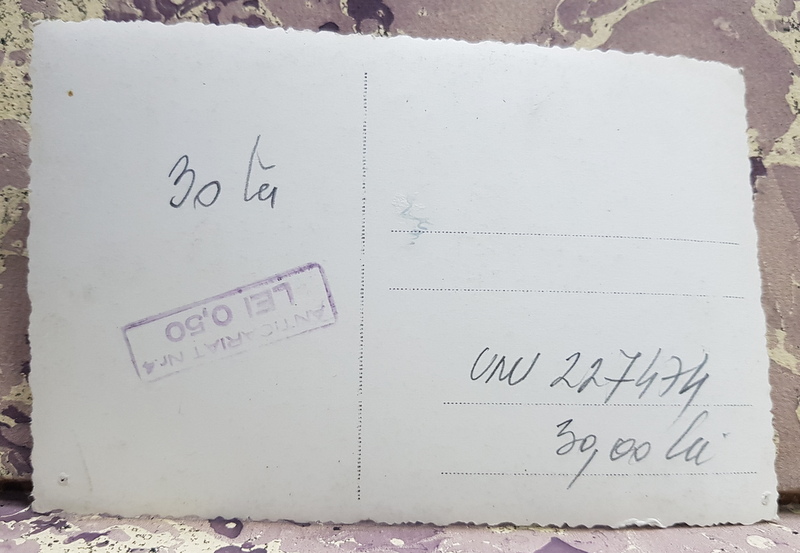 30 lei
ANTICARIAT Nr. 4
LEI 0,50
UNU 227474
30,00 lei